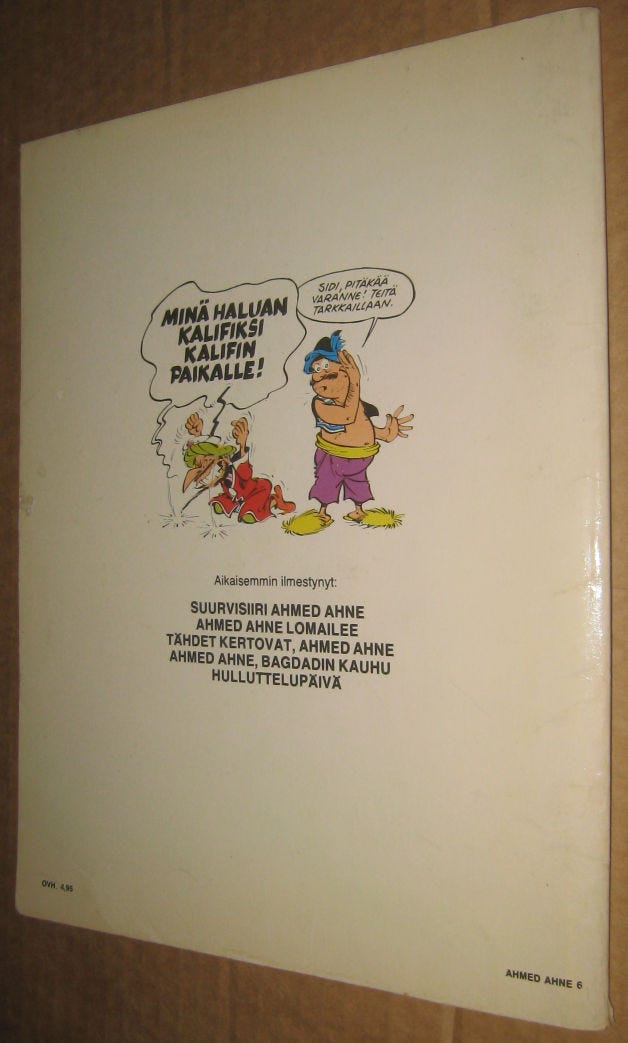 MINÄ HALUAN
KALIFIKSI
KALIFIN
PAIKALLE!
SIDI, PITÄKÄÄ
VARANNE! TEITÄ
TARKKAILLAAN.
Aikaisemmin ilmestynyt:
SUURVISIIRI AHMED AHNE
AHMED AHNE LOMAILEE
TÄHDET KERTOVAT, AHMED AHNE
AHMED AHNE, BAGDADIN KAUHU
HULLUTTELUPÄIVÄ
OVH. 4,95
AHMED AHNE 6